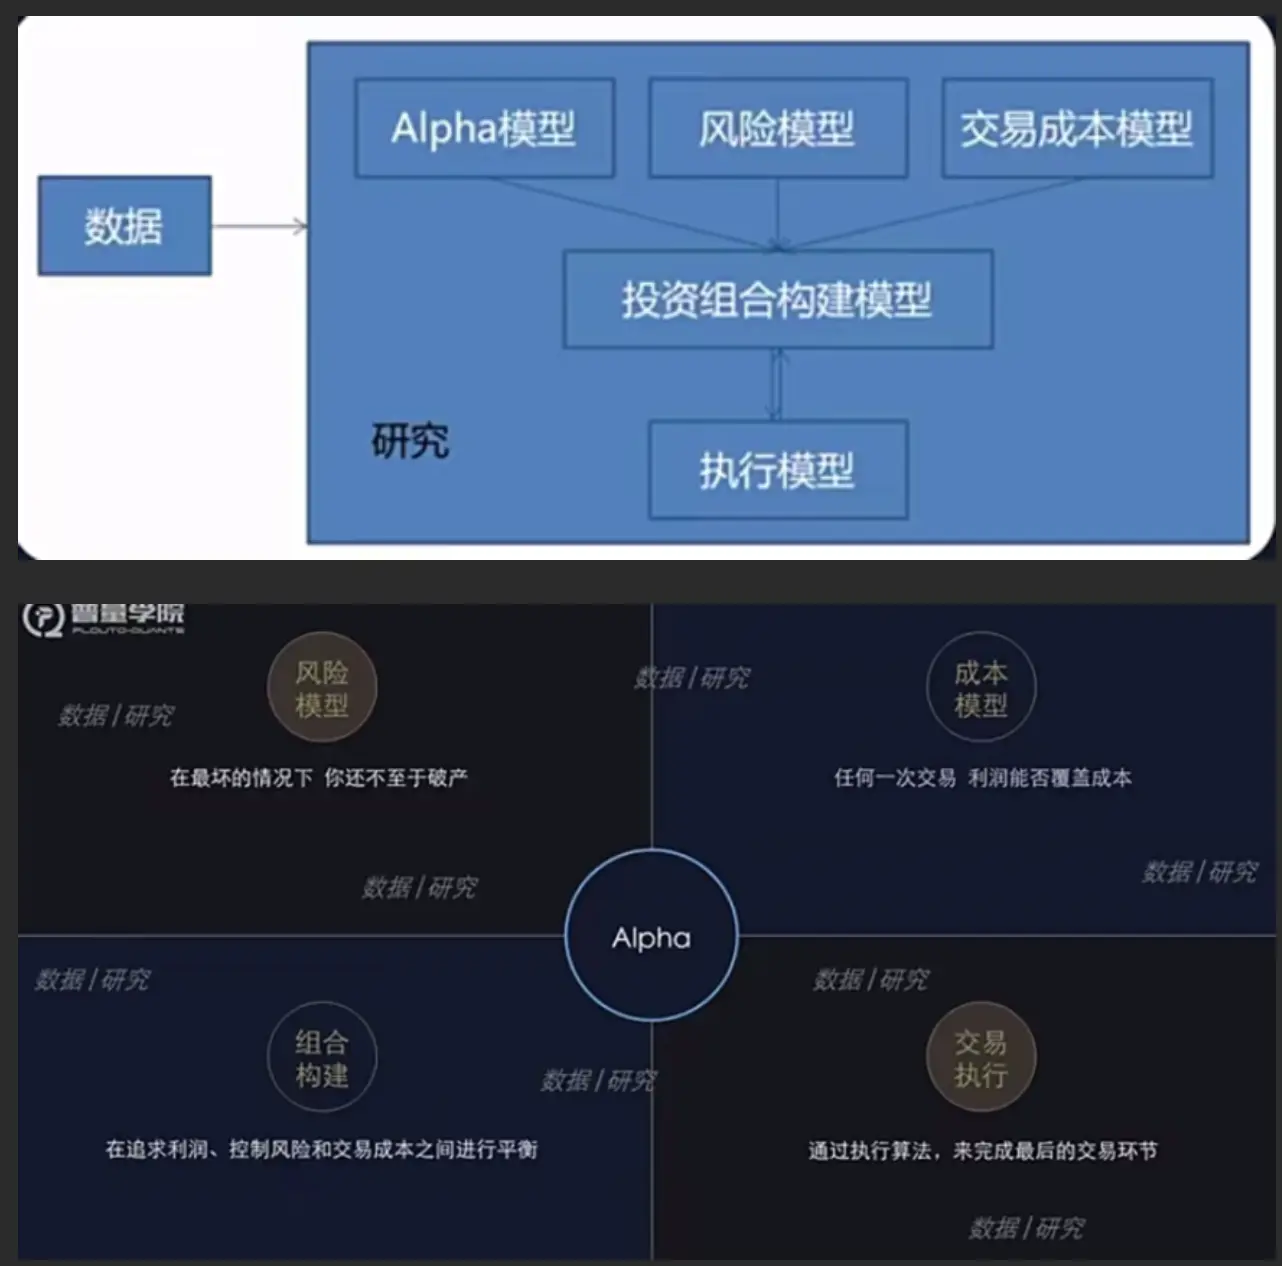 Alpha模型
风险模型
交易成本模型
数据
投资组合构建模型
研究
执行模型
普量学院
PLOUTO-QUANTS
风险
模型
数据|研究
在最坏的情况下 你还不至于破产
数据|研究
数据|研究
成本
模型
任何一次交易 利润能否覆盖成本
数据|研究
Alpha
数据|研究
组合
构建
数据|研究
在追求利润、控制风险和交易成本之间进行平衡
数据|研究
交易
执行
通过执行算法，来完成最后的交易环节
数据|研究